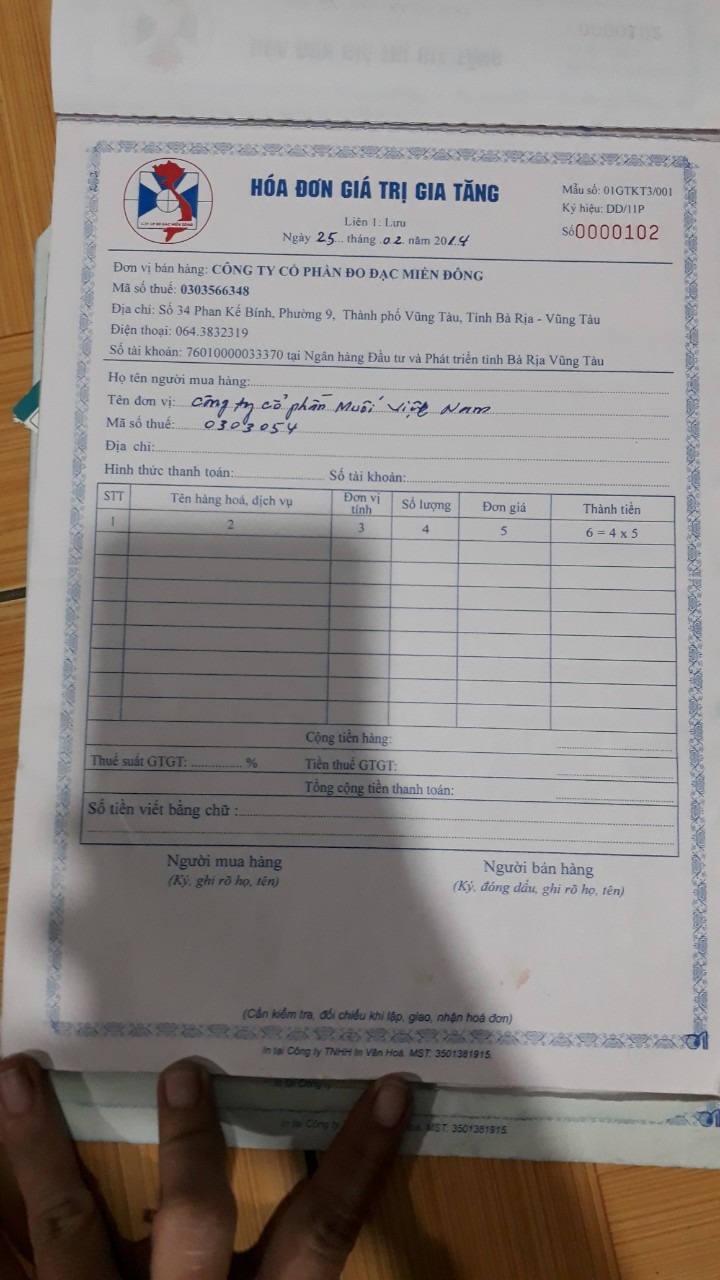 HÓA ĐƠN GIÁ TRỊ GIA TĂNG
Liên 1: Lưu
Ngày 25 tháng 02 năm 2014
Mẫu số: 01GTKT3/001
Ký hiệu: DD/11P
Số 0000102
Đơn vị bán hàng: CÔNG TY CỔ PHẦN ĐO ĐẠC MIỀN ĐÔNG
Mã số thuế: 0303566348
Địa chỉ: Số 34 Phan Kế Bính, Phường 9, Thành phố Vũng Tàu, Tỉnh Bà Rịa - Vũng Tàu
Điện thoại: 064.3832319
Số tài khoản: 76010000033370 tại Ngân hàng Đầu tư và Phát triển tỉnh Bà Rịa Vũng Tàu
Họ tên người mua hàng:
Tên đơn vị: Công ty cổ phần Muối Việt Nam
Mã số thuế: 0303054
Địa chỉ:
Hình thức thanh toán: Số tài khoản:
STT Tên hàng hoá, dịch vụ Đơn vị tính Số lượng Đơn giá Thành tiền
1 2 3 4 5 6 = 4 x 5
Cộng tiền hàng:
Thuế suất GTGT: .............. % Tiền thuế GTGT:
Tổng cộng tiền thanh toán:
Số tiền viết bằng chữ :
Người mua hàng Người bán hàng
(Ký, ghi rõ họ, tên) (Ký, đóng dấu, ghi rõ họ, tên)
(Cần kiểm tra, đối chiếu khi lập, giao, nhận hoá đơn)
In tại Công ty TNHH In Văn Hoá. MST: 3501381915.
MST: 3501381915.